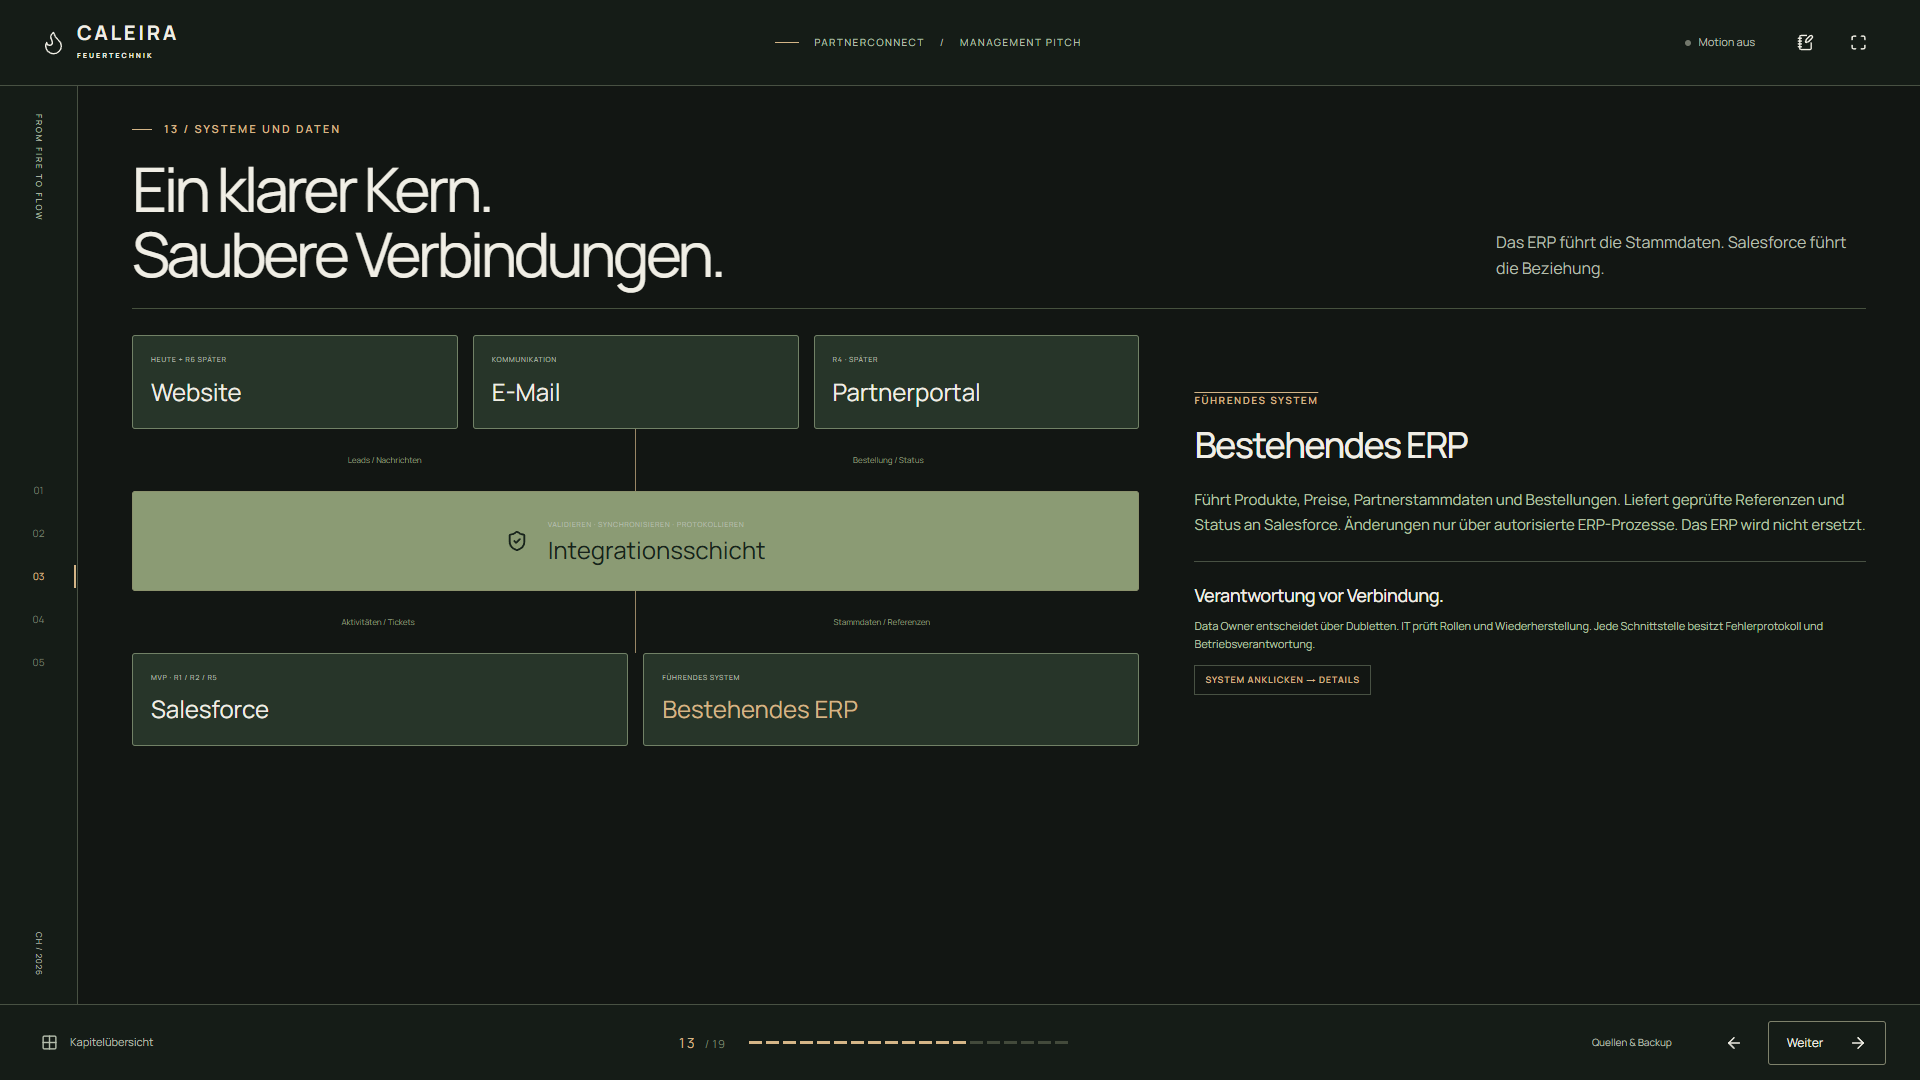 CALEIRA
FEUERTECHNIK
PARTNERCONNECT / MANAGEMENT PITCH
Motion aus
FROM FIRE TO FLOW
01
02
03
04
05
CH / 2026
13 / SYSTEME UND DATEN
Ein klarer Kern.
Saubere Verbindungen.
Das ERP führt die Stammdaten. Salesforce führt
die Beziehung.
HEUTE + R6 SPÄTER
Website
KOMMUNIKATION
E-Mail
R4 · SPÄTER
Partnerportal
Leads / Nachrichten
Bestellung / Status
VALIDIEREN · SYNCHRONISIEREN · PROTOKOLLIEREN
Integrationsschicht
Aktivitäten / Tickets
Stammdaten / Referenzen
MVP · R1 / R2 / R5
Salesforce
FÜHRENDES SYSTEM
Bestehendes ERP
FÜHRENDES SYSTEM
Bestehendes ERP
Führt Produkte, Preise, Partnerstammdaten und Bestellungen. Liefert geprüfte Referenzen und
Status an Salesforce. Änderungen nur über autorisierte ERP-Prozesse. Das ERP wird nicht ersetzt.
Verantwortung vor Verbindung.
Data Owner entscheidet über Dubletten. IT prüft Rollen und Wiederherstellung. Jede Schnittstelle besitzt Fehlerprotokoll und
Betriebsverantwortung.
SYSTEM ANKLICKEN → DETAILS
Kapitelübersicht
13 / 19
Quellen & Backup
Weiter